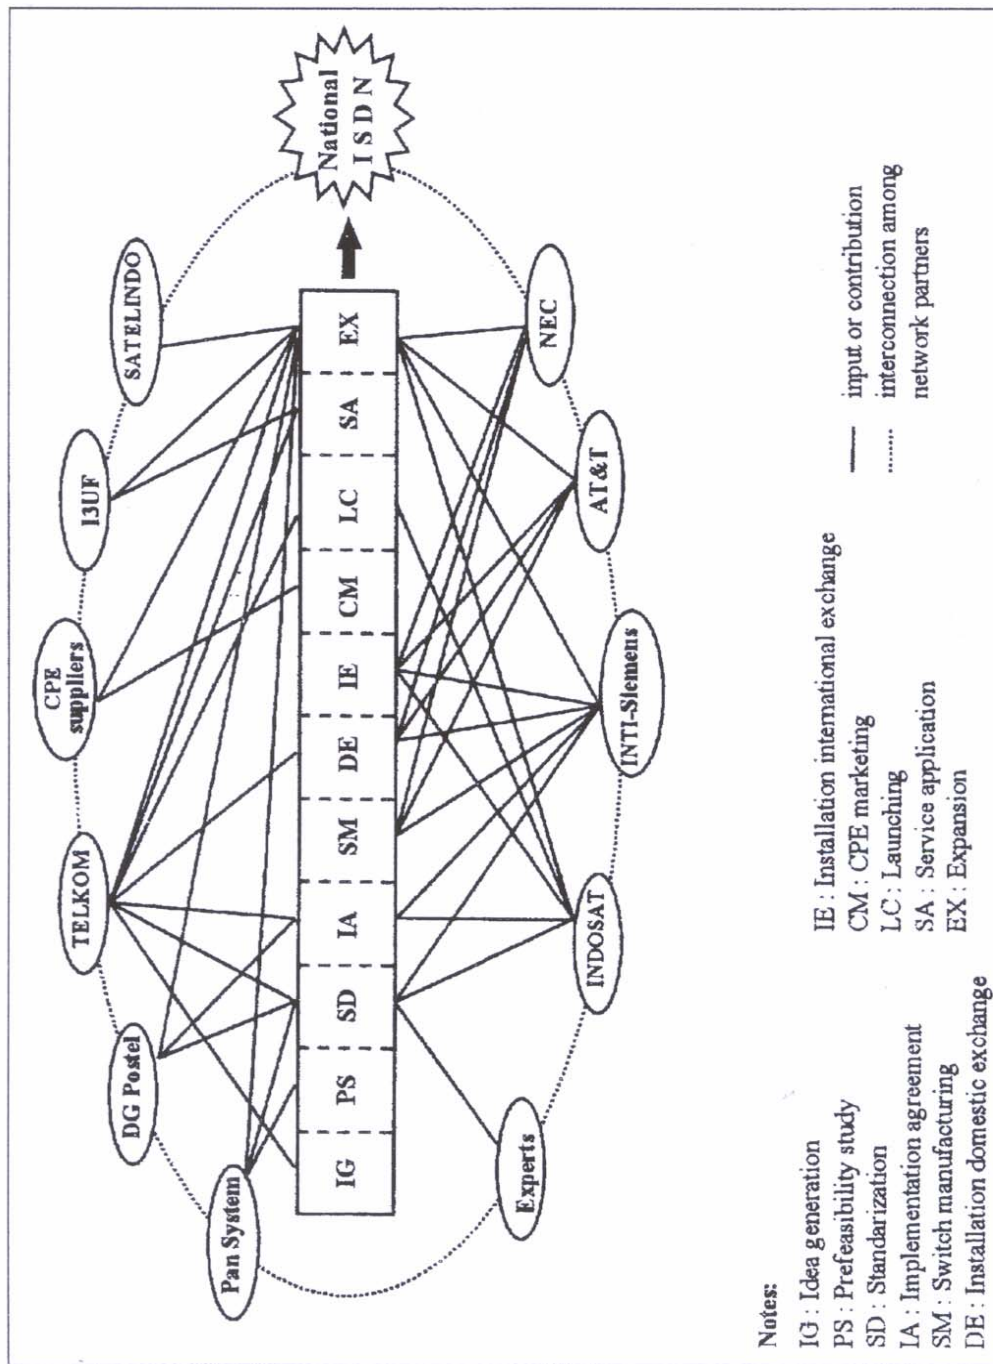 National
ISDN
SATELINDO
I3UF
CPE
suppliers
TELKOM
DG Postel
Pan System
IG
PS
SD
IA
SM
DE
IE
CM
LC
SA
EX
Experts
INDOSAT
INTI-Siemens
AT&T
NEC
Notes:
IG : Idea generation
PS : Prefeasibility study
SD : Standarization
IA : Implementation agreement
SM : Switch manufacturing
DE : Installation domestic exchange
IE : Installation international exchange
CM : CPE marketing
LC : Launching
SA : Service application
EX : Expansion
input or contribution
interconnection among
network partners